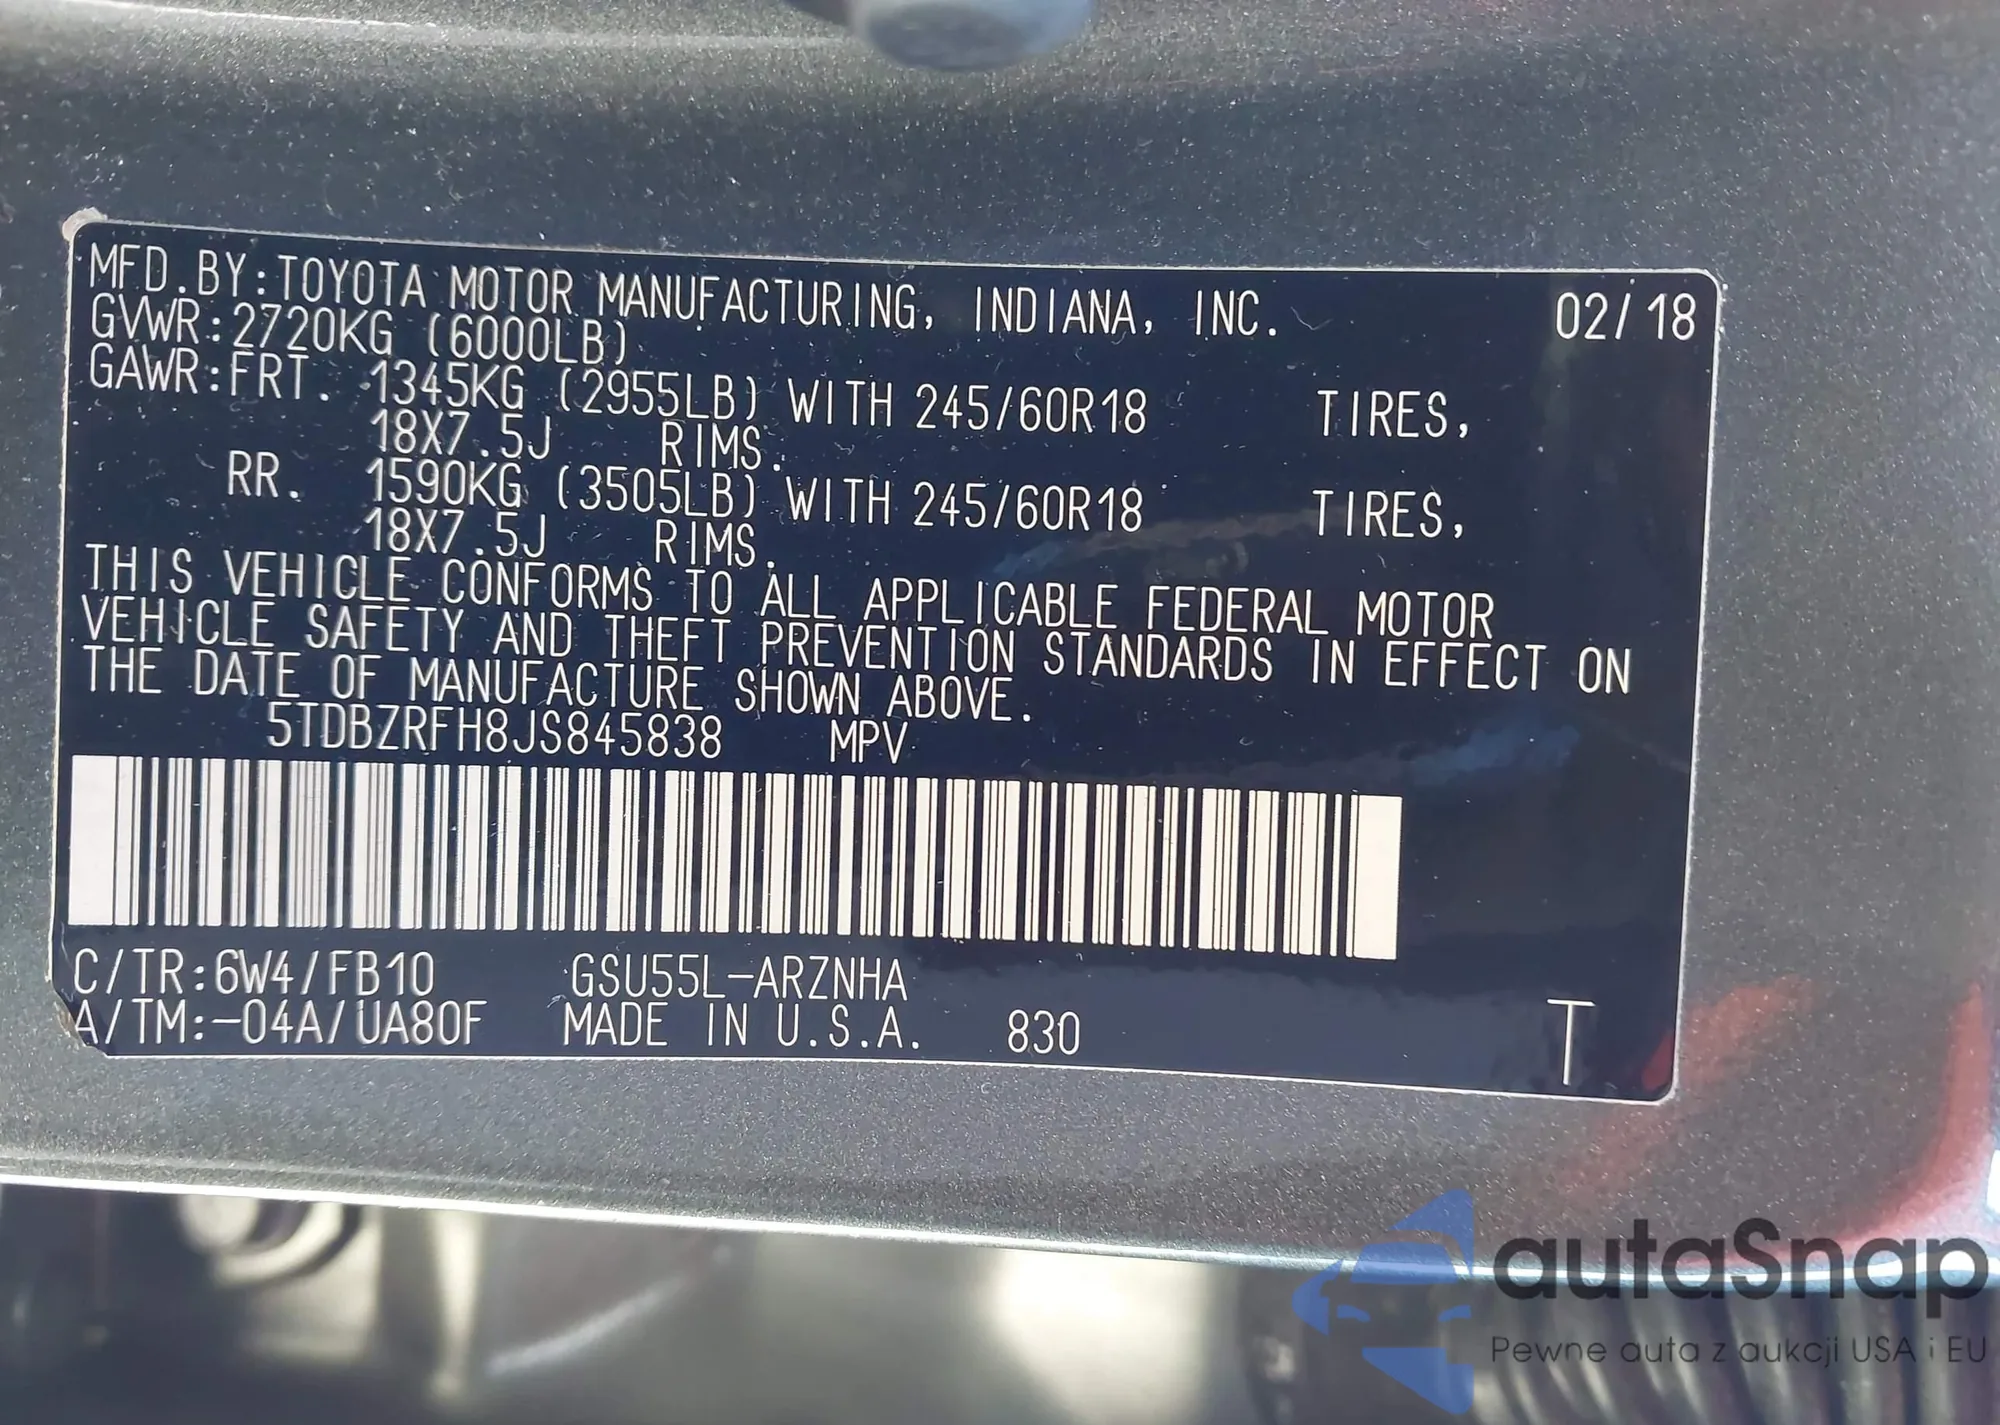 MFD.BY:TOYOTA MOTOR MANUFACTURING, INDIANA, INC. 02/18
GVWR:2720KG (6000LB)
GAWR:FRT. 1345KG (2955LB) WITH 245/60R18 TIRES,
18X7.5J RIMS.
RR. 1590KG (3505LB) WITH 245/60R18 TIRES,
18X7.5J RIMS.
THIS VEHICLE CONFORMS TO ALL APPLICABLE FEDERAL MOTOR
VEHICLE SAFETY AND THEFT PREVENTION STANDARDS IN EFFECT ON
THE DATE OF MANUFACTURE SHOWN ABOVE.
5TDBZRFH8JS845838 MPV
C/TR:6W4/FB10 GSU55L-ARZNHA
A/TM:-04A/UA80F MADE IN U.S.A. 830 T
autaSnap
Pewne auta z aukcji USA i EU